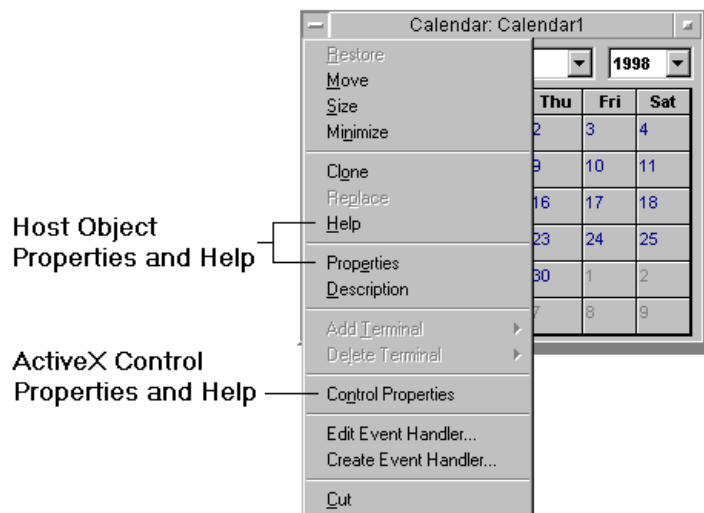 Calendar: Calendar1
Restore
Move
Size
Minimize
Clone
Replace
Help
Properties
Description
Add Terminal
Delete Terminal
Control Properties
Edit Event Handler...
Create Event Handler...
Cut
1998
Thu Fri Sat
2 3 4
9 10 11
16 17 18
23 24 25
30 1 2
7 8 9
Host Object
Properties and Help
ActiveX Control
Properties and Help